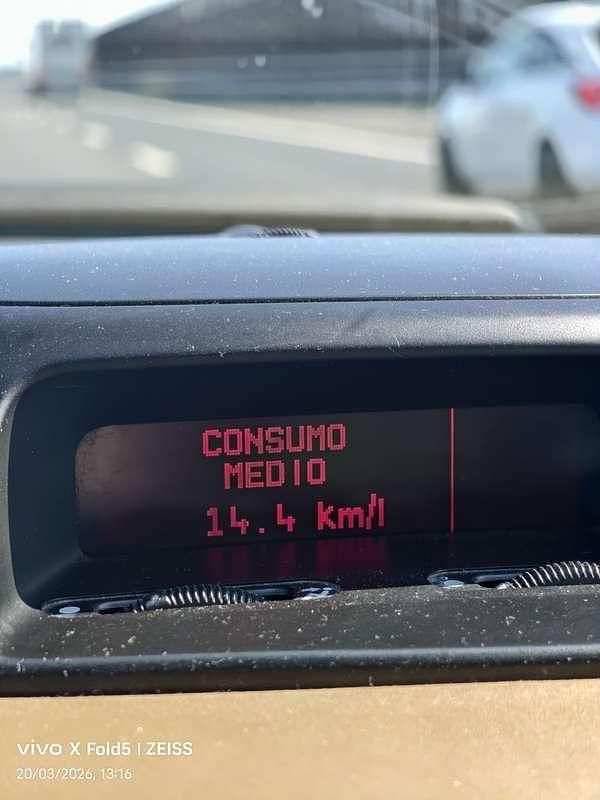 CONSUMO
MEDIO
14.4 km/l
vivo X Fold5 | ZEISS
20/03/2026, 13:16